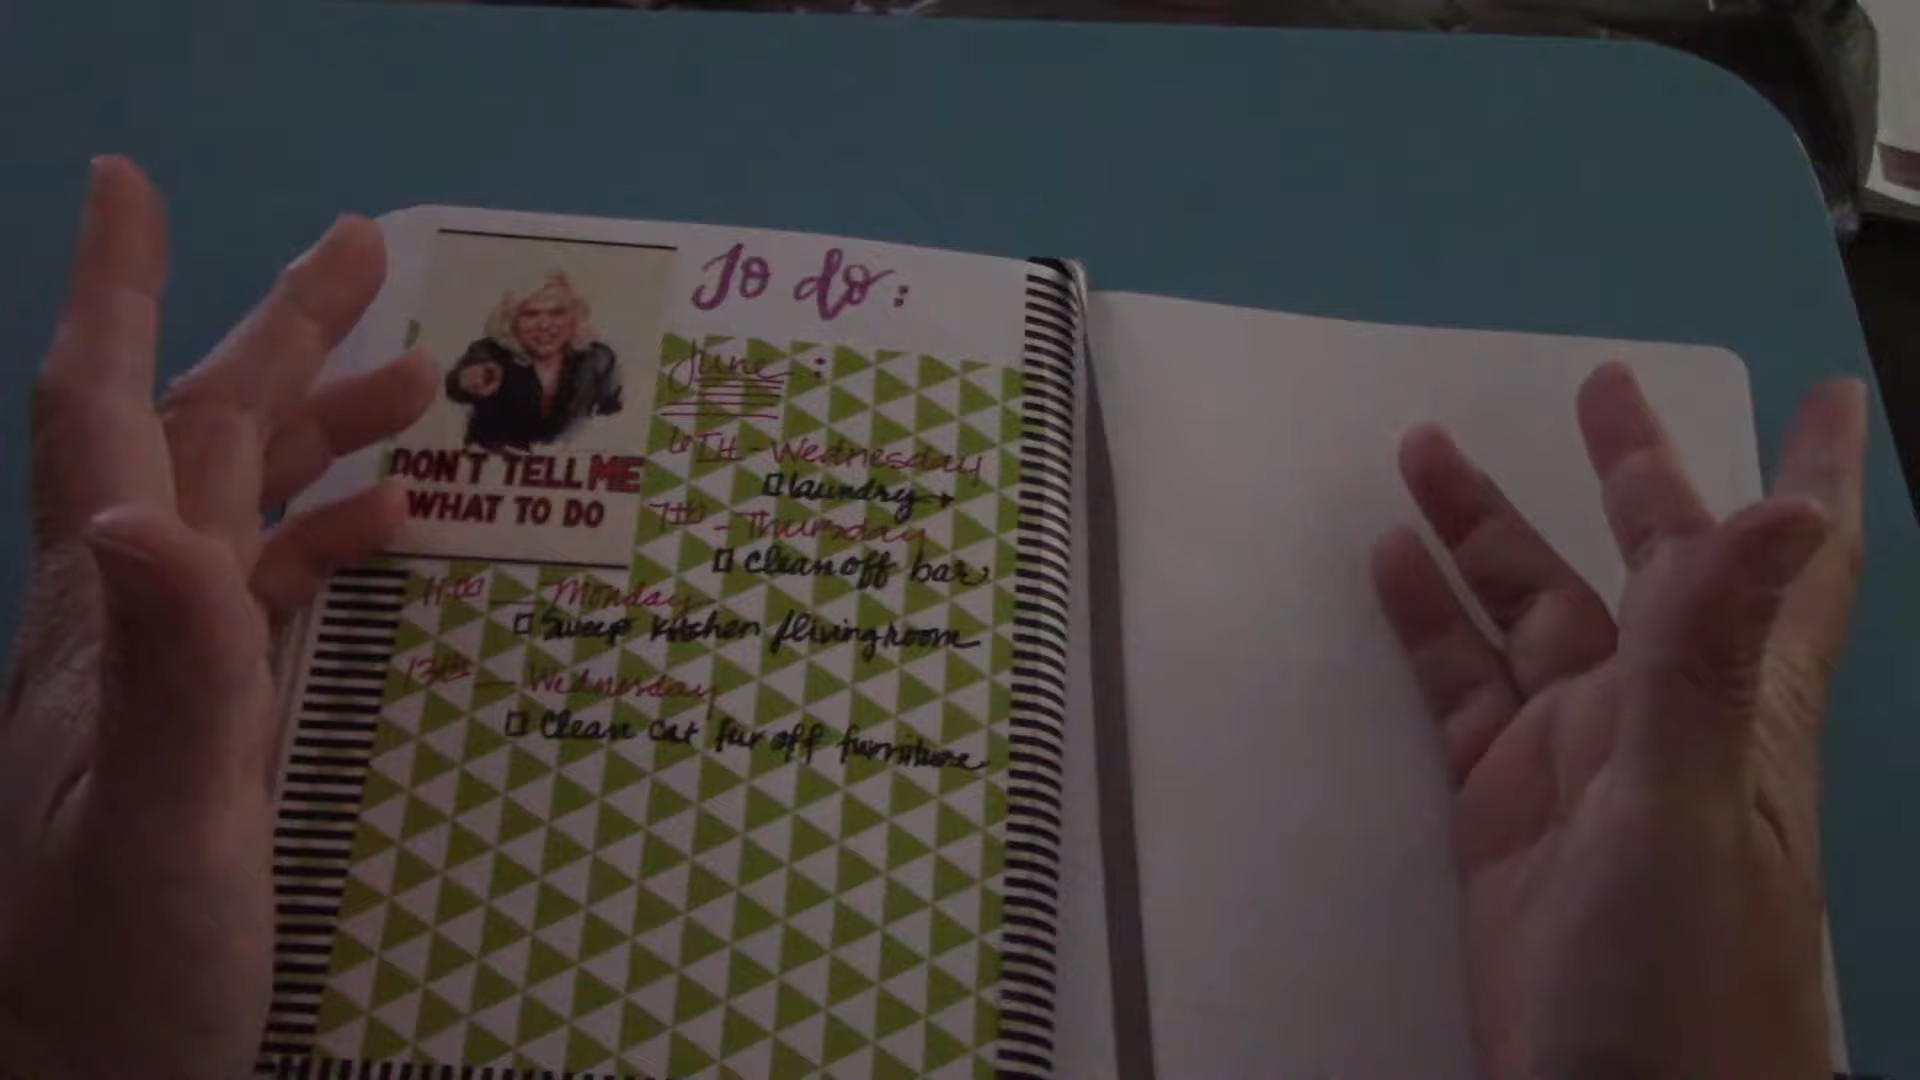 To do:
June:
DON'T TELL ME
WHAT TO DO
6TH - Wednesday
laundry →
7th - Thursday
clean off bar
11th - Monday
Sweep kitchen / livingroom
13th - Wednesday
Clean cat fur off furniture